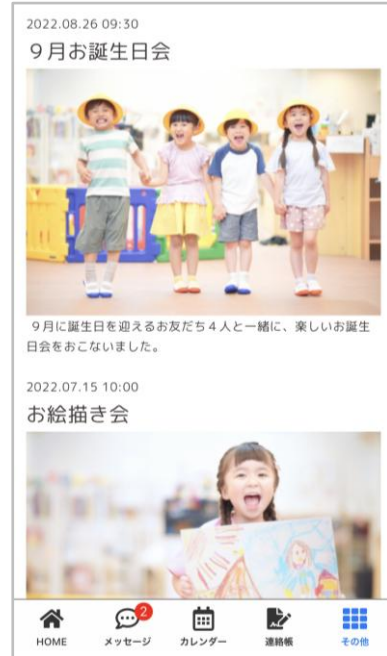 2022.08.26 09:30
９月お誕生日会
９月に誕生日を迎えるお友だち４人と一緒に、楽しいお誕生
日会をおこないました。
2022.07.15 10:00
お絵描き会
2
HOME
メッセージ
カレンダー
連絡帳
その他